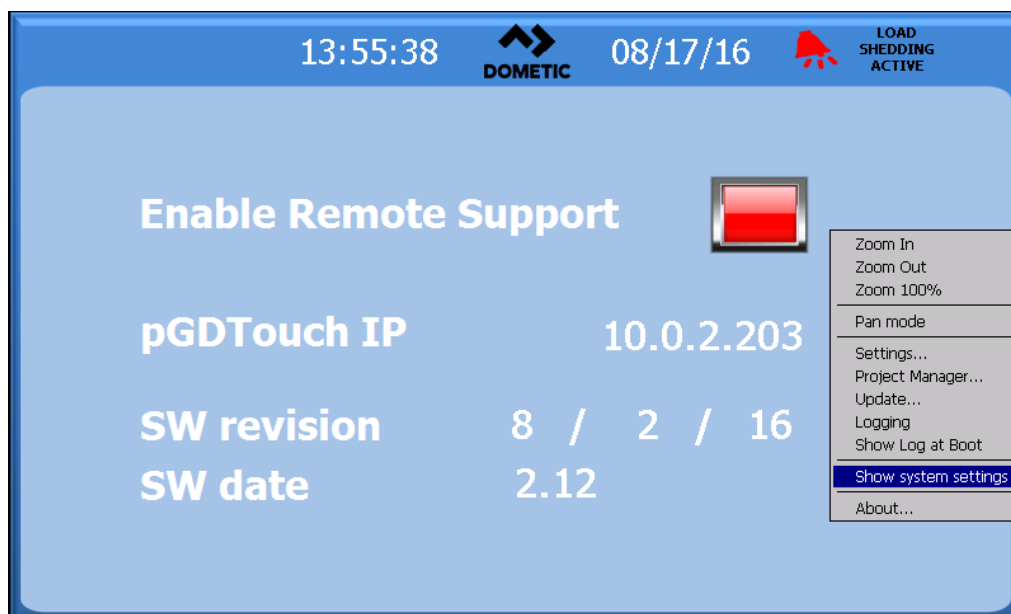 13:55:38 DOMETIC 08/17/16 LOAD
SHEDDING
ACTIVE
Enable Remote Support
pGDTouch IP 10.0.2.203
SW revision 8 / 2 / 16
SW date 2.12
Zoom In
Zoom Out
Zoom 100%
Pan mode
Settings...
Project Manager...
Update...
Logging
Show Log at Boot
Show system settings
About...